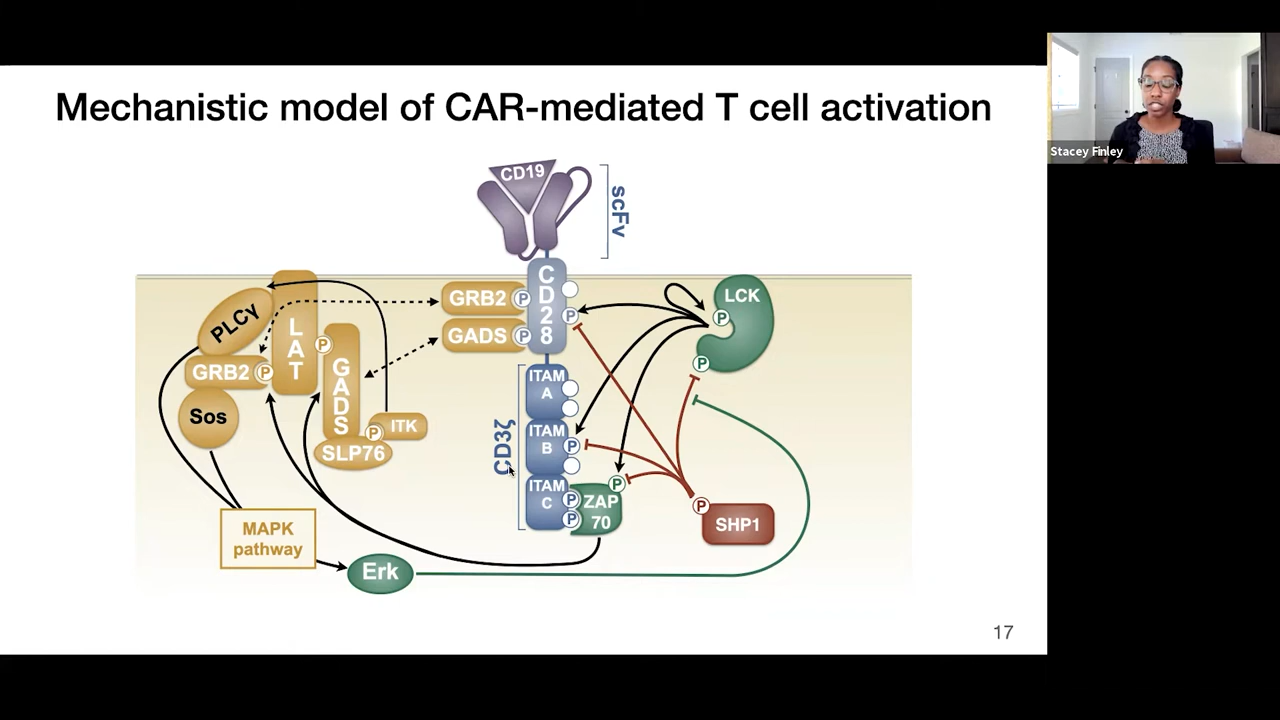 Mechanistic model of CAR-mediated T cell activation
Stacey Finley
CD19
scFv
CD28
GRB2
P
P
GADS
P
LCK
P
P
PLCγ
LAT
P
GRB2
P
GADS
Sos
P
ITK
SLP76
CD3ζ
ITAM
A
ITAM
B
P
ITAM
C
P
P
P
ZAP
70
P
SHP1
MAPK
pathway
Erk
17